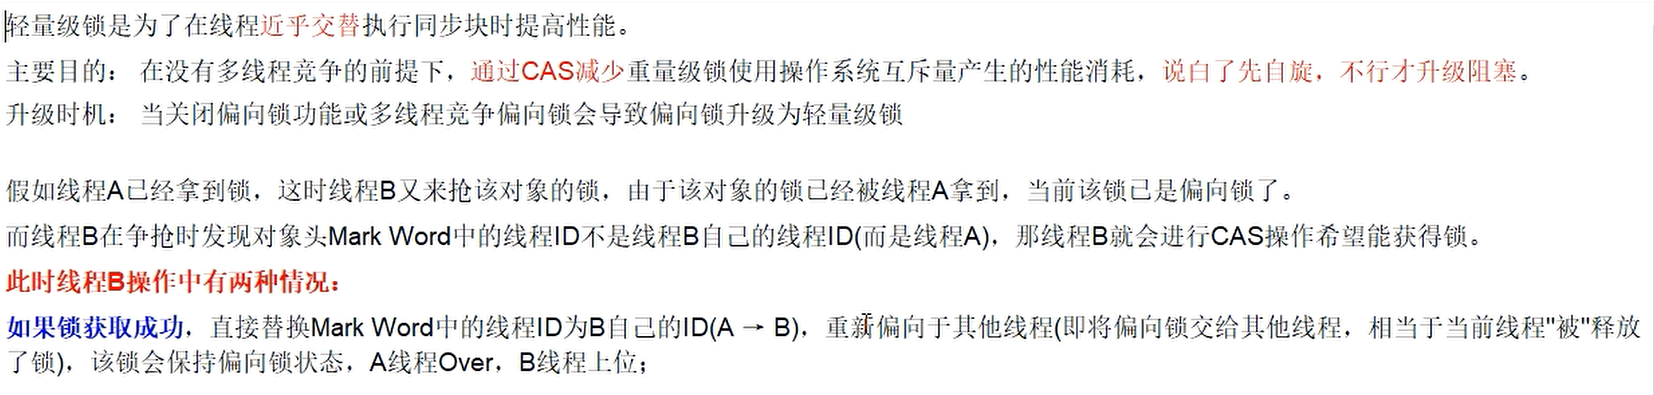 轻量级锁是为了在线程近乎交替执行同步块时提高性能。
主要目的： 在没有多线程竞争的前提下，通过CAS减少重量级锁使用操作系统互斥量产生的性能消耗，说白了先自旋，不行才升级阻塞。
升级时机： 当关闭偏向锁功能或多线程竞争偏向锁会导致偏向锁升级为轻量级锁
假如线程A已经拿到锁，这时线程B又来抢该对象的锁，由于该对象的锁已经被线程A拿到，当前该锁已是偏向锁了。
而线程B在争抢时发现对象头Mark Word中的线程ID不是线程B自己的线程ID(而是线程A)，那线程B就会进行CAS操作希望能获得锁。
此时线程B操作中有两种情况：
如果锁获取成功，直接替换Mark Word中的线程ID为B自己的ID(A → B)，重新偏向于其他线程(即将偏向锁交给其他线程，相当于当前线程"被"释放
了锁)，该锁会保持偏向锁状态，A线程Over，B线程上位；